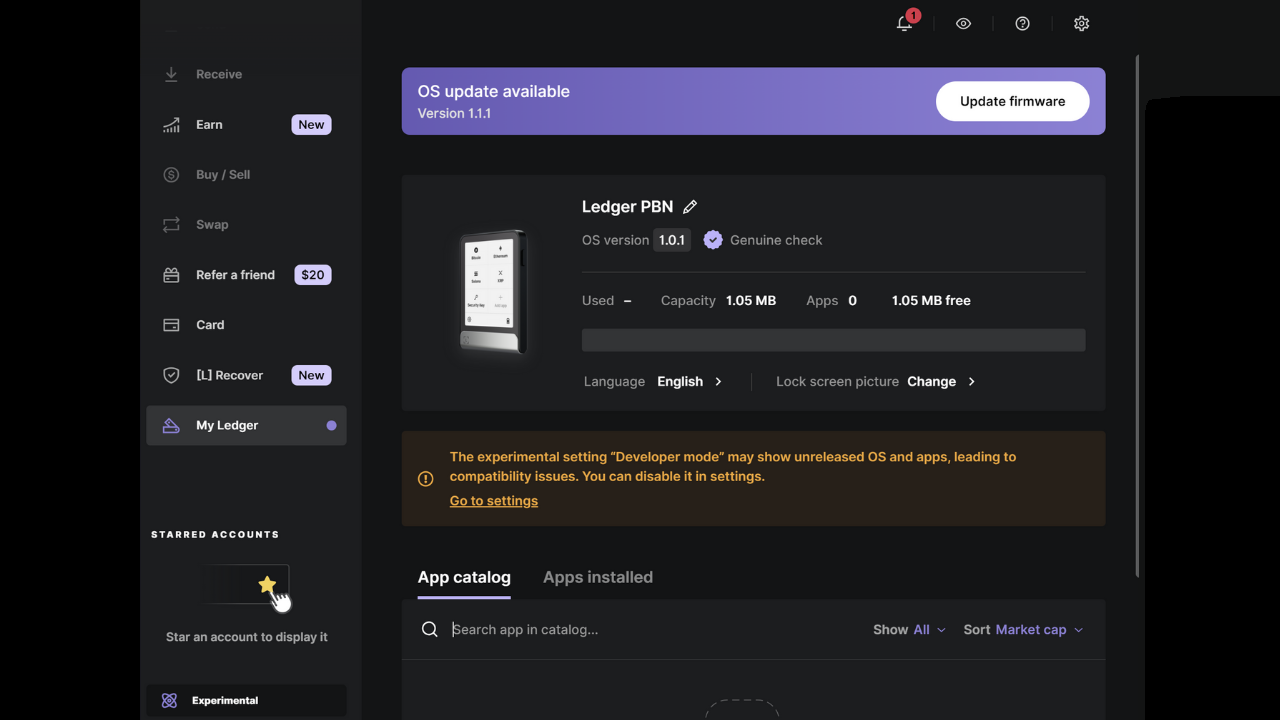 1
Receive
Earn
New
Buy / Sell
Swap
Refer a friend
$20
Card
[L] Recover
New
My Ledger
STARRED ACCOUNTS
Star an account to display it
Experimental
OS update available
Version 1.1.1
Update firmware
Ledger PBN
OS version 1.0.1 Genuine check
Used – Capacity 1.05 MB Apps 0 1.05 MB free
Language English Lock screen picture Change
The experimental setting “Developer mode” may show unreleased OS and apps, leading to
compatibility issues. You can disable it in settings.
Go to settings
App catalog Apps installed
Search app in catalog... Show All Sort Market cap